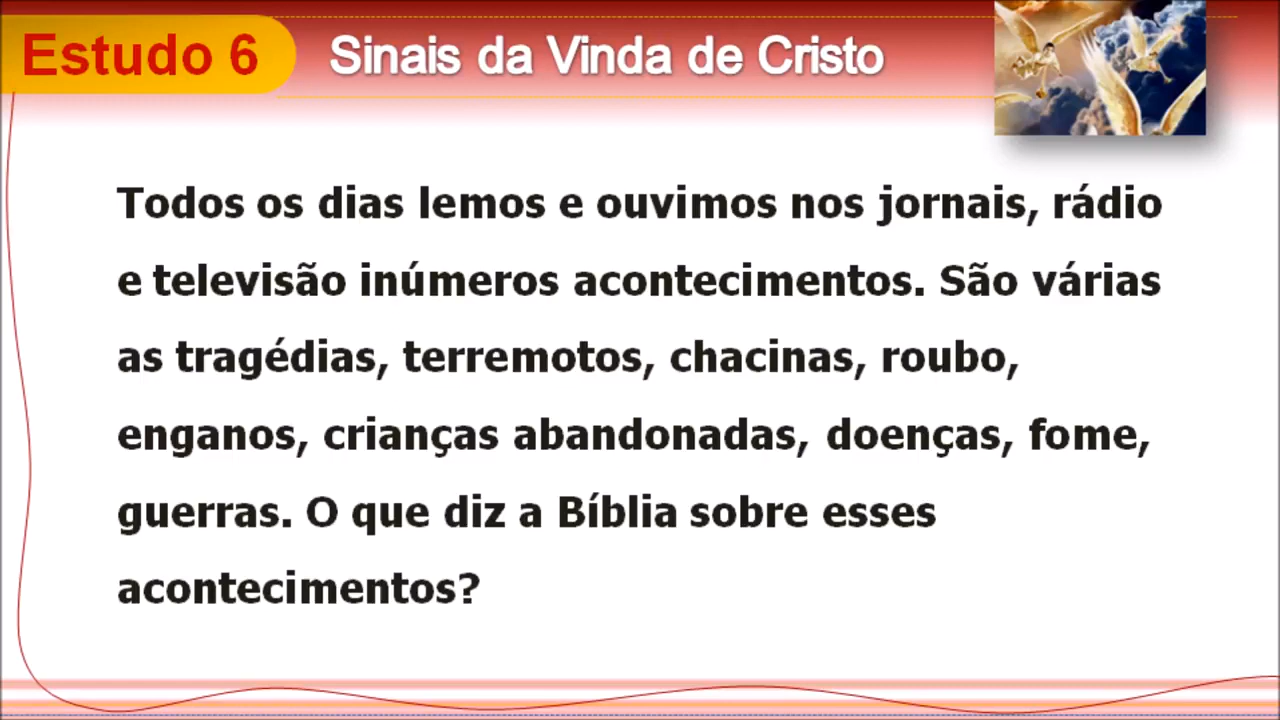 Estudo 6
Sinais da Vinda de Cristo
Todos os dias lemos e ouvimos nos jornais, rádio
e televisão inúmeros acontecimentos. São várias
as tragédias, terremotos, chacinas, roubo,
enganos, crianças abandonadas, doenças, fome,
guerras. O que diz a Bíblia sobre esses
acontecimentos?